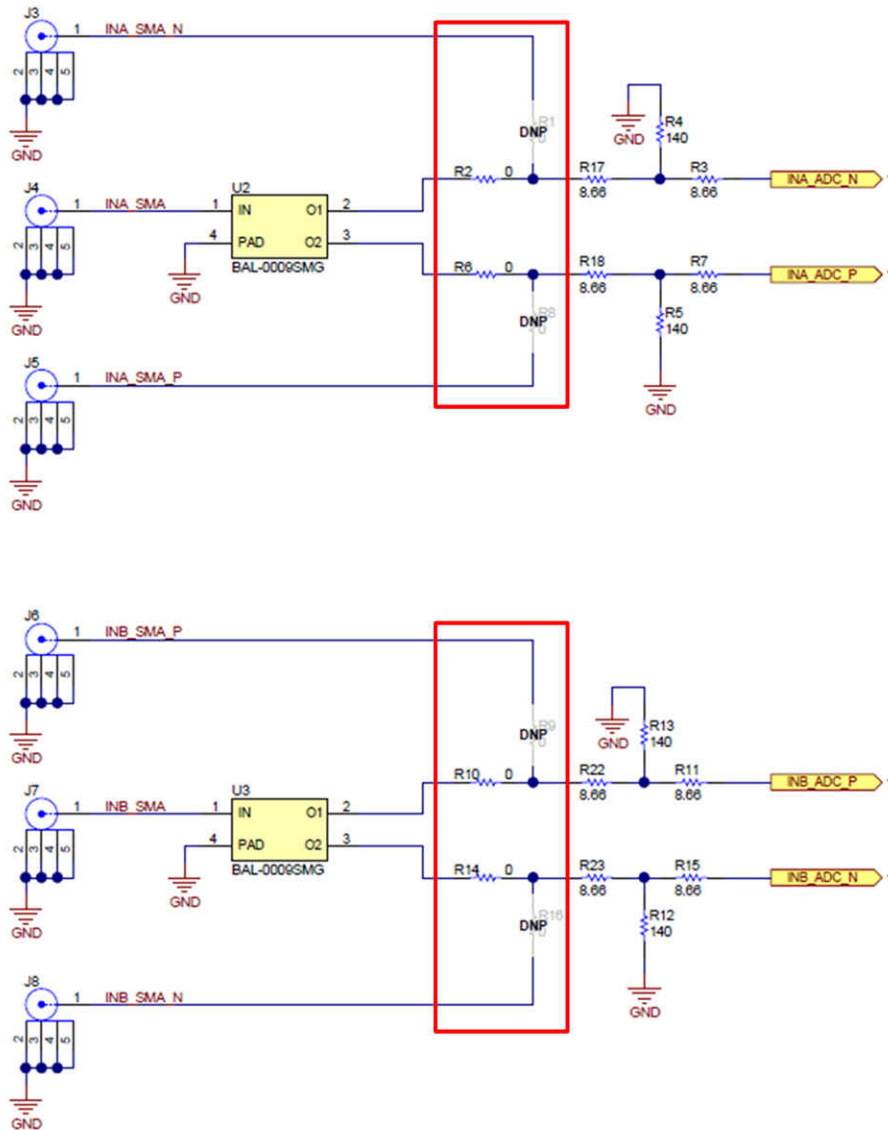 J3
1 INA_SMA_N
2 3 4 5
GND
R1
DNP
0
GND
R4
140
R2 0
R17
8.66
R3
8.66
INA_ADC_N
J4
1 INA_SMA
2 3 4 5
GND
U2
1 IN O1 2
4 PAD O2 3
BAL-0009SMG
GND
R6 0
R18
8.66
R7
8.66
INA_ADC_P
R8
DNP
0
R5
140
GND
J5
1 INA_SMA_P
2 3 4 5
GND
J6
1 INB_SMA_P
2 3 4 5
GND
R9
DNP
0
GND
R13
140
R10 0
R22
8.66
R11
8.66
INB_ADC_P
J7
1 INB_SMA
2 3 4 5
GND
U3
1 IN O1 2
4 PAD O2 3
BAL-0009SMG
GND
R14 0
R23
8.66
R15
8.66
INB_ADC_N
R16
DNP
0
R12
140
GND
J8
1 INB_SMA_N
2 3 4 5
GND